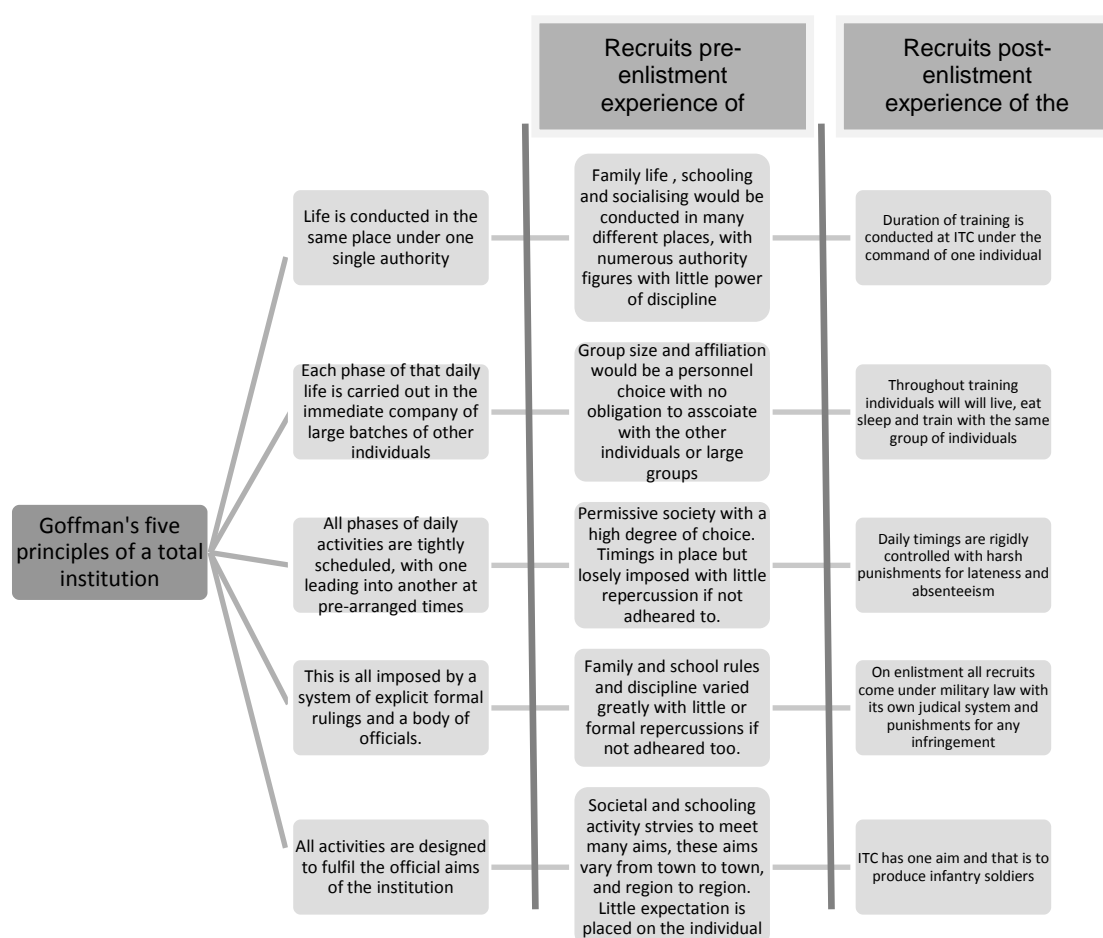 Recruits pre-
enlistment
experience of
Recruits post-
enlistment
experience of the
Goffman's five
principles of a total
institution
Life is conducted in the
same place under one
single authority
Family life , schooling
and socialising would be
conducted in many
different places, with
numerous authority
figures with little power
of discipline
Duration of training is
conducted at ITC under the
command of one individual
Each phase of that daily
life is carried out in the
immediate company of
large batches of other
individuals
Group size and affiliation
would be a personnel
choice with no
obligation to asscoiate
with the other
individuals or large
groups
Throughout training
individuals will will live, eat
sleep and train with the same
group of individuals
All phases of daily
activities are tightly
scheduled, with one
leading into another at
pre-arranged times
Permissive society with a
high degree of choice.
Timings in place but
losely imposed with little
repercussion if not
adheared to.
Daily timings are rigidly
controlled with harsh
punishments for lateness and
absenteeism
This is all imposed by a
system of explicit formal
rulings and a body of
officials.
Family and school rules
and discipline varied
greatly with little or
formal repercussions if
not adheared too.
On enlistment all recruits
come under military law with
its own judical system and
punishments for any
infringement
All activities are designed
to fulfil the official aims
of the institution
Societal and schooling
activity strvies to meet
many aims, these aims
vary from town to town,
and region to region.
Little expectation is
placed on the individual
ITC has one aim and that is to
produce infantry soldiers